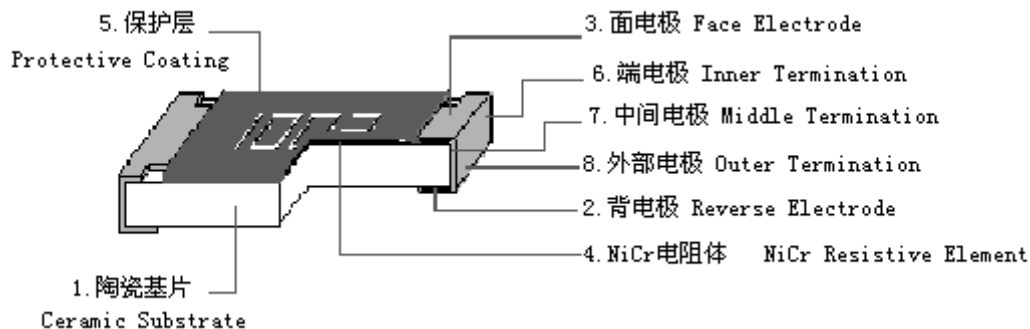 5.保护层
Protective Coating
3.面电极 Face Electrode
6.端电极 Inner Termination
7.中间电极 Middle Termination
8.外部电极 Outer Termination
2.背电极 Reverse Electrode
4.NiCr电阻体 NiCr Resistive Element
1.陶瓷基片
Ceramic Substrate